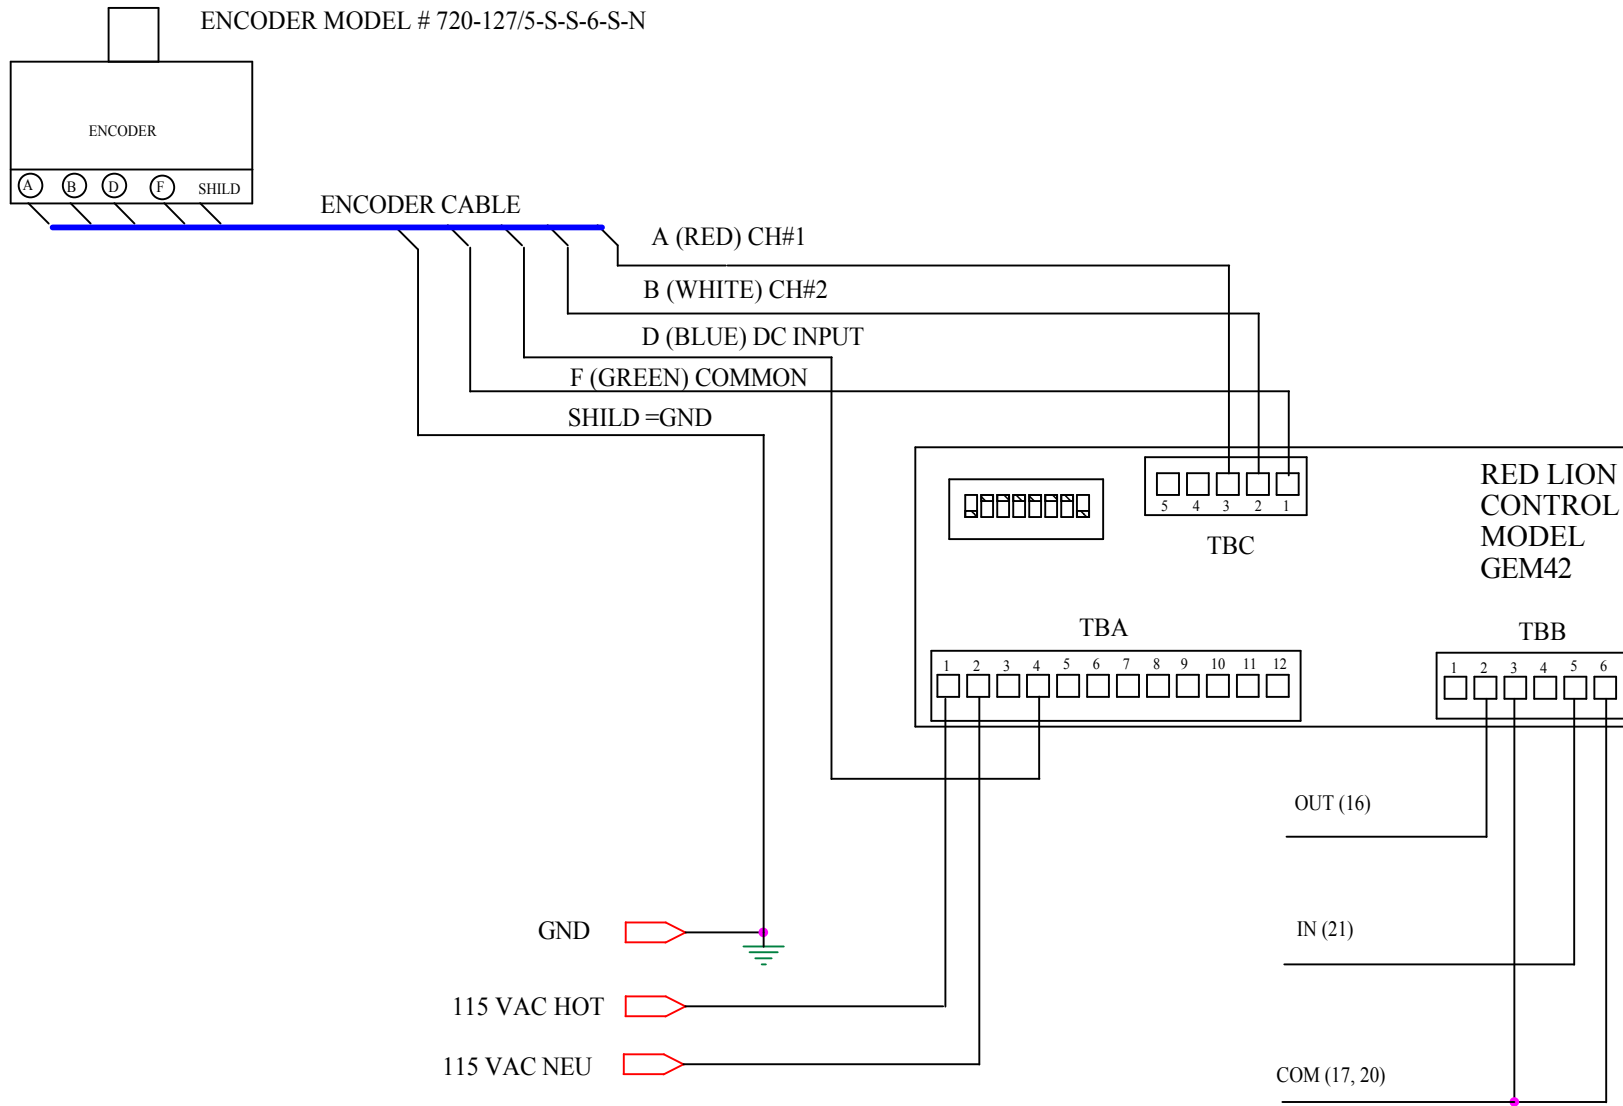 ENCODER MODEL # 720-127/5-S-S-6-S-N
ENCODER
A B D F SHILD
ENCODER CABLE
A (RED) CH#1
B (WHITE) CH#2
D (BLUE) DC INPUT
F (GREEN) COMMON
SHILD =GND
RED LION
CONTROL
MODEL
GEM42
5 4 3 2 1
TBC
TBA
1 2 3 4 5 6 7 8 9 10 11 12
TBB
1 2 3 4 5 6
OUT (16)
IN (21)
COM (17, 20)
GND
115 VAC HOT
115 VAC NEU